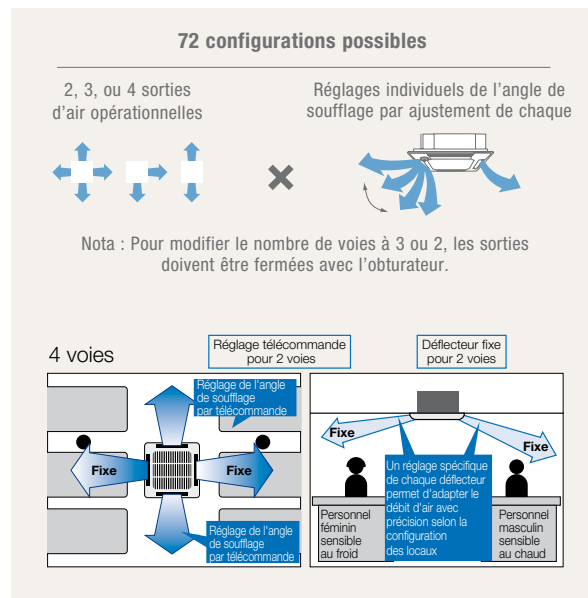 72 configurations possibles
2, 3, ou 4 sorties
d'air opérationnelles
Réglages individuels de l'angle de
soufflage par ajustement de chaque
Nota : Pour modifier le nombre de voies à 3 ou 2, les sorties
doivent être fermées avec l'obturateur.
4 voies
Réglage télécommande
pour 2 voies
Réglage de l'angle
de soufflage
par télécommande
Fixe
Fixe
Réglage de l'angle
de soufflage
par télécommande
Déflecteur fixe
pour 2 voies
Fixe
Fixe
Un réglage spécifique
de chaque déflecteur
permet d'adapter le
débit d'air avec
précision selon la
configuration
des locaux
Personnel
féminin
sensible
au froid
Personnel
masculin
sensible
au chaud